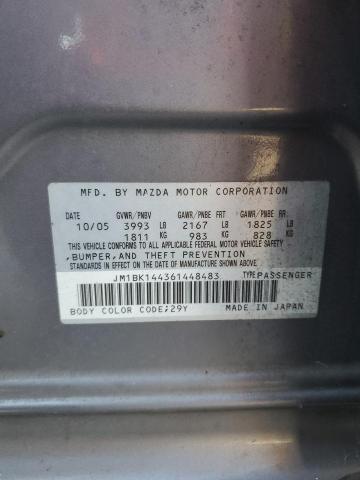 MFD. BY MAZDA MOTOR CORPORATION
GVWR/PNBV GAWR/PNBE FRT GAWR/PNBE RR
10/05 3993 LB 2167 LB 1825 LB
1811 KG 983 KG 828 KG
THIS VEHICLE CONFORMS TO ALL APPLICABLE FEDERAL MOTOR VEHICLE SAFETY
,BUMPER,AND THEFT PREVENTION
STANDARDS IN EFFECT ON THE DATE OF MANUFACTURE SHOWN ABOVE.
JM1BK144361448483 TYPE:PASSENGER
BODY COLOR CODE:29Y MADE IN JAPAN